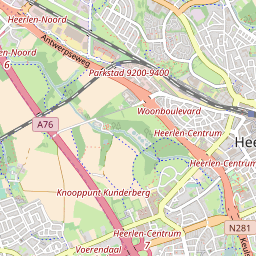 Heerlen-Noord
Antwerpseweg
n-Noord
6
Parkstad 9200-9400
Woonboulevard
A76
Heerlen-Centrum
Hee
Heerlen-Centrum
Knooppunt Kunderberg
N281
Heerlen-Centrum
7
Voerendaal
Keule